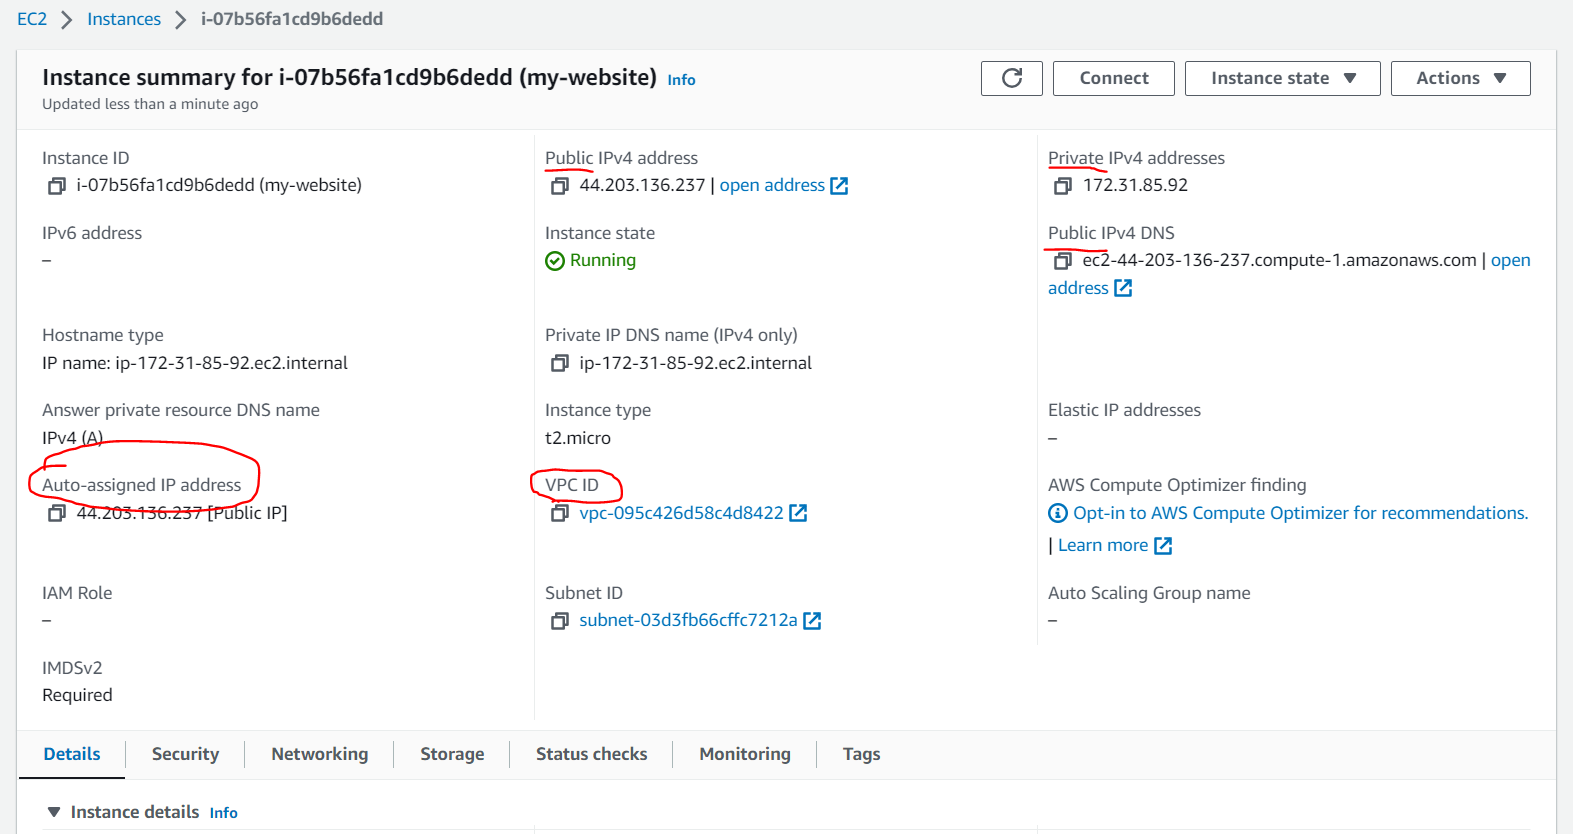 EC2 > Instances > i-07b56fa1cd9b6dedd
Instance summary for i-07b56fa1cd9b6dedd (my-website) Info
Updated less than a minute ago
Connect
Instance state
Actions
Instance ID
i-07b56fa1cd9b6dedd (my-website)
Public IPv4 address
44.203.136.237 | open address
Private IPv4 addresses
172.31.85.92
IPv6 address
–
Instance state
Running
Public IPv4 DNS
ec2-44-203-136-237.compute-1.amazonaws.com | open
address
Hostname type
IP name: ip-172-31-85-92.ec2.internal
Private IP DNS name (IPv4 only)
ip-172-31-85-92.ec2.internal
Answer private resource DNS name
IPv4 (A)
Instance type
t2.micro
Elastic IP addresses
–
Auto-assigned IP address
44.203.136.237 [Public IP]
VPC ID
vpc-095c426d58c4d8422
AWS Compute Optimizer finding
Opt-in to AWS Compute Optimizer for recommendations.
| Learn more
IAM Role
–
Subnet ID
subnet-03d3fb66cffc7212a
Auto Scaling Group name
–
IMDSv2
Required
Details
Security
Networking
Storage
Status checks
Monitoring
Tags
Instance details Info